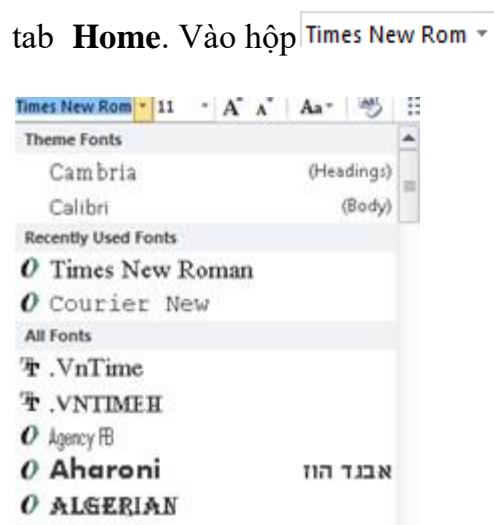 tab Home. Vào hộp Times New Rom
Times New Rom 11 A A Aa
Theme Fonts
Cambria (Headings)
Calibri (Body)
Recently Used Fonts
O Times New Roman
O Courier New
All Fonts
T .VnTime
T .VNTIMEH
O Agency FB
O Aharoni אבגד הוז
O ALGERIAN